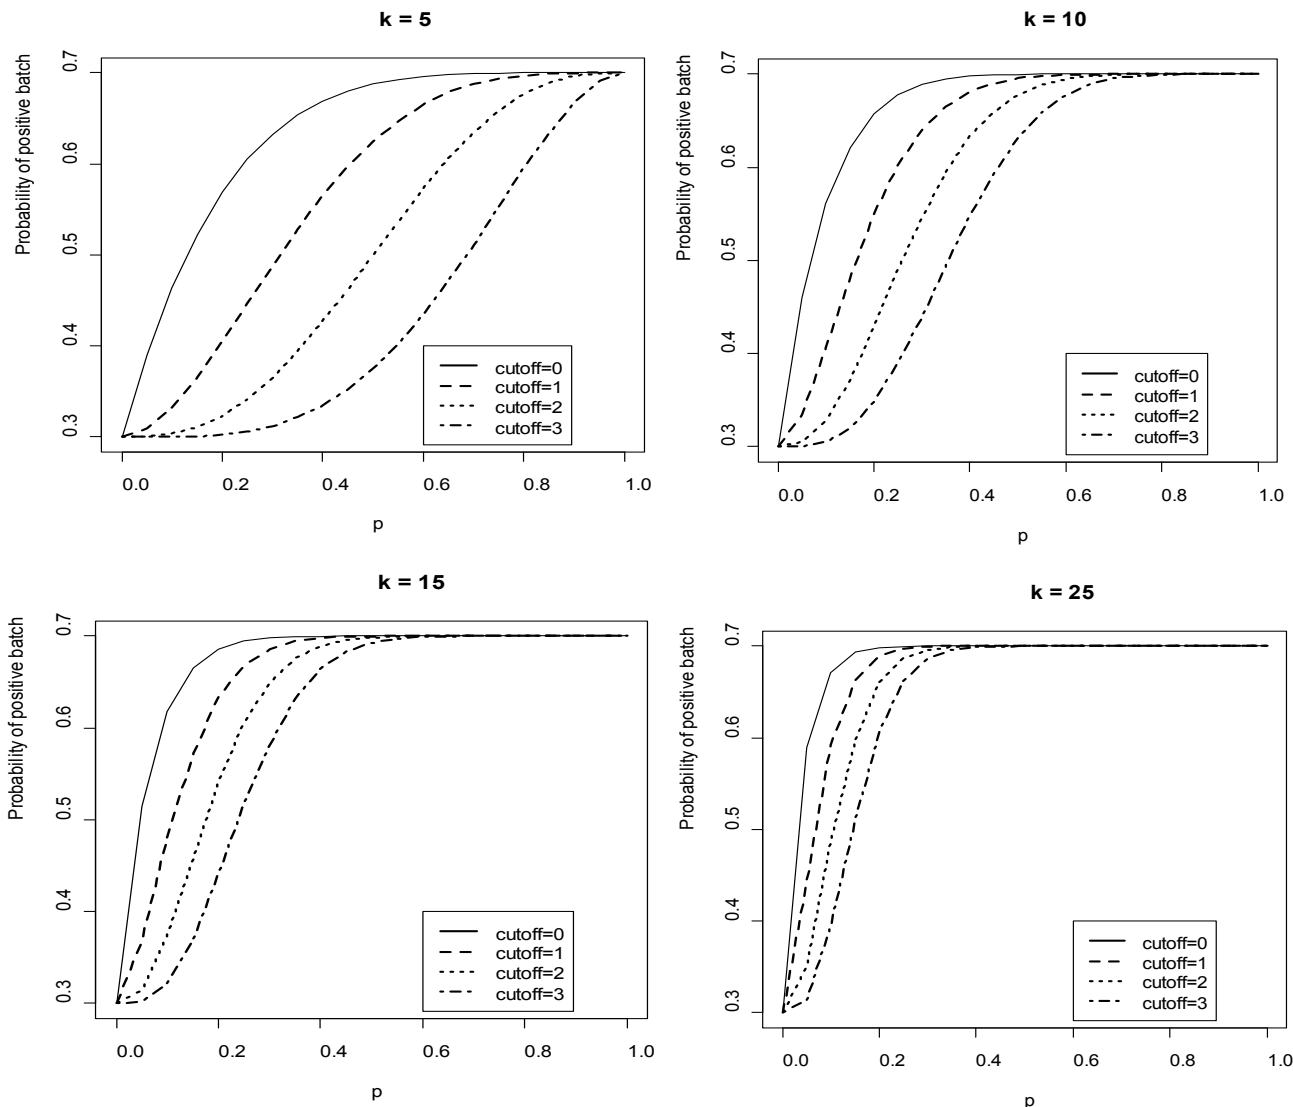 k = 5
Probability of positive batch
0.7
0.6
0.5
0.4
0.3
cutoff=0
cutoff=1
cutoff=2
cutoff=3
0.0 0.2 0.4 0.6 0.8 1.0
p
k = 10
Probability of positive batch
0.7
0.6
0.5
0.4
0.3
cutoff=0
cutoff=1
cutoff=2
cutoff=3
0.0 0.2 0.4 0.6 0.8 1.0
p
k = 15
Probability of positive batch
0.7
0.6
0.5
0.4
0.3
cutoff=0
cutoff=1
cutoff=2
cutoff=3
0.0 0.2 0.4 0.6 0.8 1.0
p
k = 25
Probability of positive batch
0.7
0.6
0.5
0.4
0.3
cutoff=0
cutoff=1
cutoff=2
cutoff=3
0.0 0.2 0.4 0.6 0.8 1.0
p